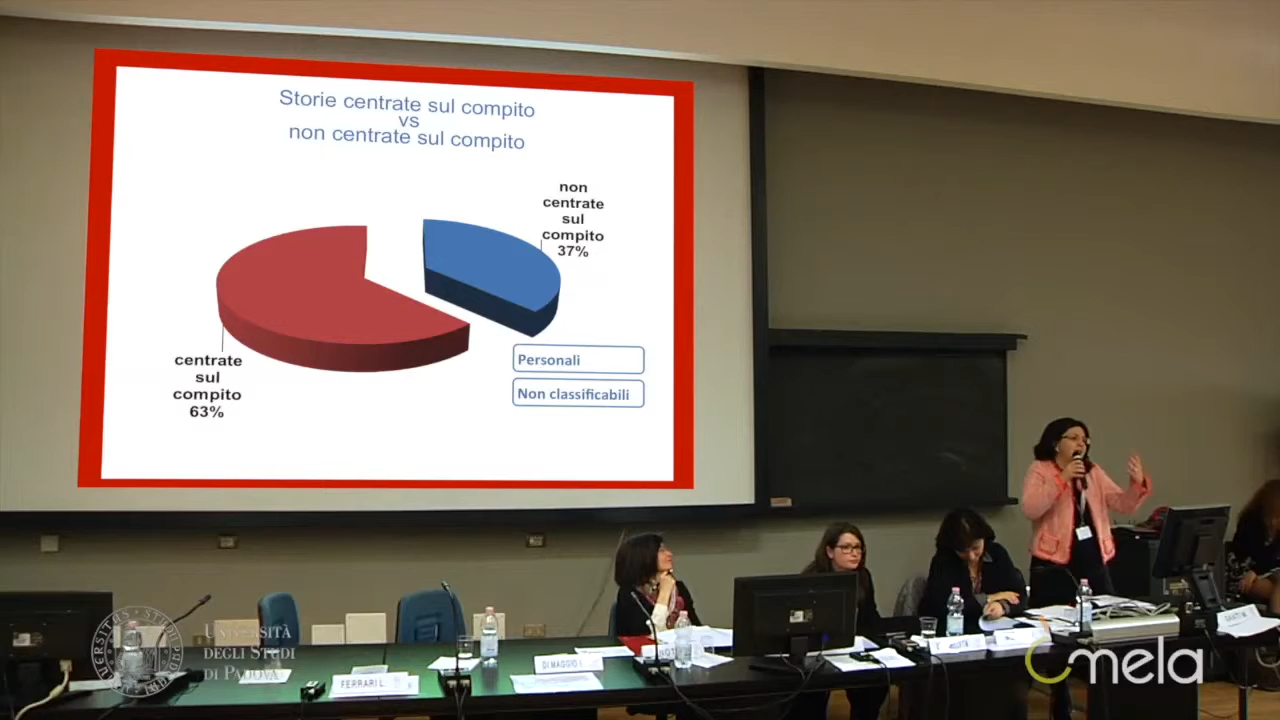 Storie centrate sul compito
vs
non centrate sul compito
non
centrate
sul
compito
37%
centrate
sul
compito
63%
Personali
Non classificabili
UNIVERSITÀ
DEGLI STUDI
DI PADOVA
FERRARI L.
DI MAGGIO I.
mela